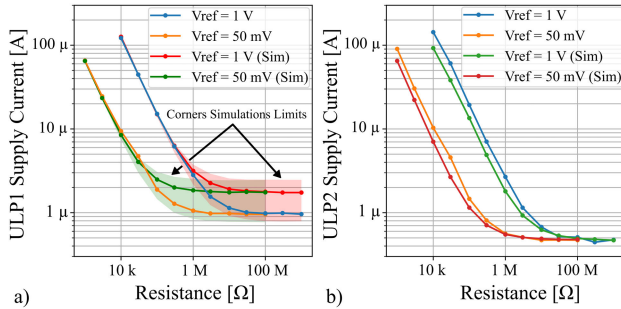 ULP1 Supply Current [A]
100 μ
10 μ
1 μ
Vref = 1 V
Vref = 50 mV
Vref = 1 V (Sim)
Vref = 50 mV (Sim)
Corners Simulations Limits
10 k
1 M
100 M
Resistance [Ω]
a)
ULP2 Supply Current [A]
100 μ
10 μ
1 μ
Vref = 1 V
Vref = 50 mV
Vref = 1 V (Sim)
Vref = 50 mV (Sim)
10 k
1 M
100 M
Resistance [Ω]
b)